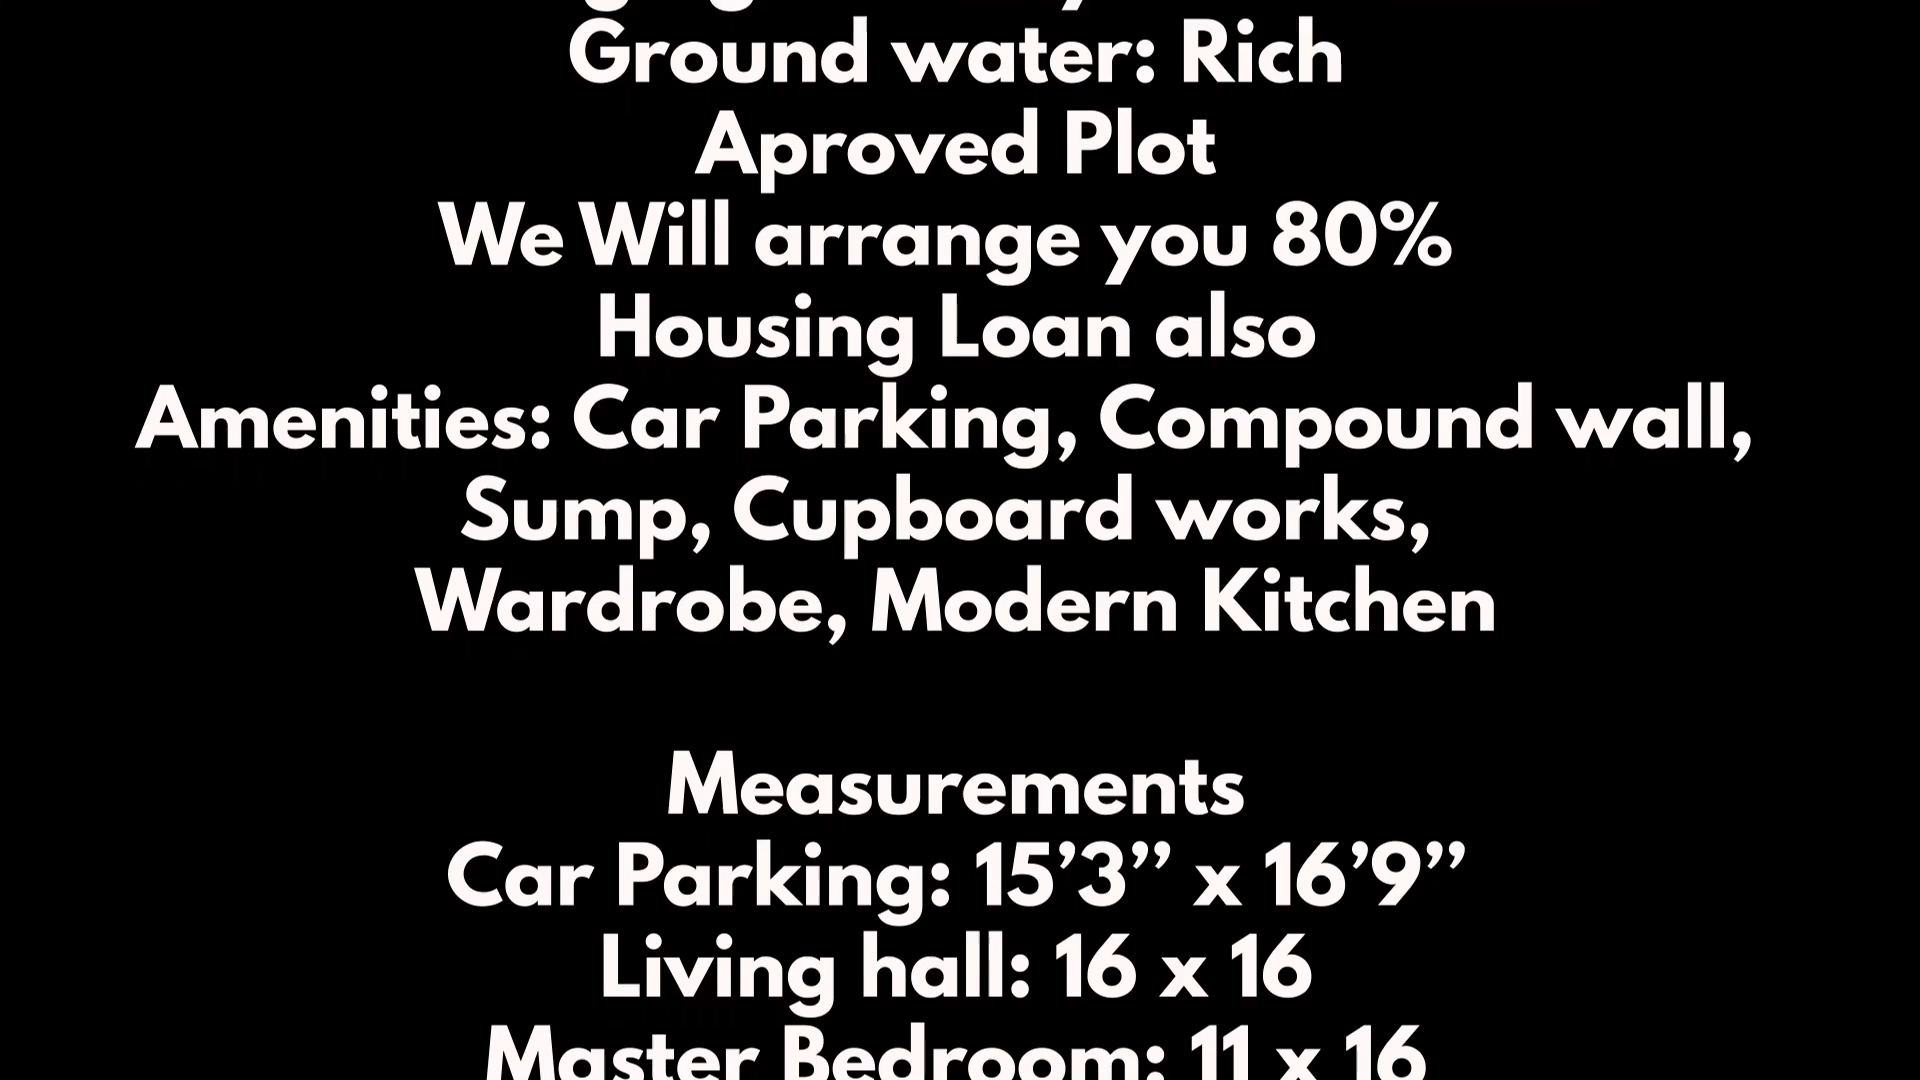 Ground water: Rich
Aproved Plot
We Will arrange you 80%
Housing Loan also
Amenities: Car Parking, Compound wall,
Sump, Cupboard works,
Wardrobe, Modern Kitchen
Measurements
Car Parking: 15’3” x 16’9”
Living hall: 16 x 16
Master Bedroom: 11 x 16